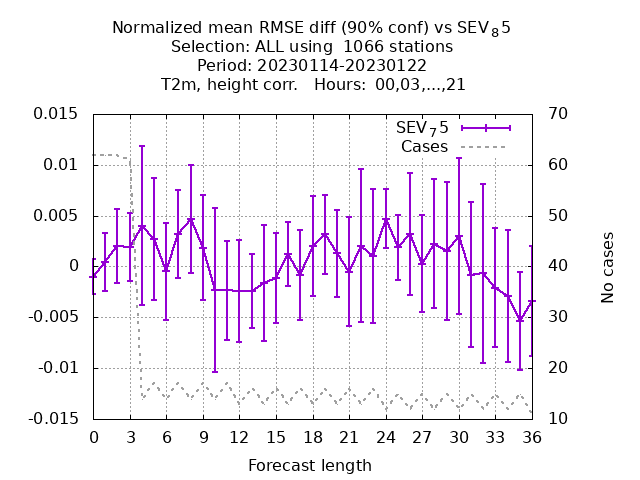 Normalized mean RMSE diff (90% conf) vs SEV₈5
Selection: ALL using  1066 stations
Period: 20230114-20230122
T2m, height corr.   Hours:  00,03,...,21
SEV₇5
Cases
0.015
0.01
0.005
0
-0.005
-0.01
-0.015
70
60
50
40
30
20
10
No cases
0 3 6 9 12 15 18 21 24 27 30 33 36
Forecast length